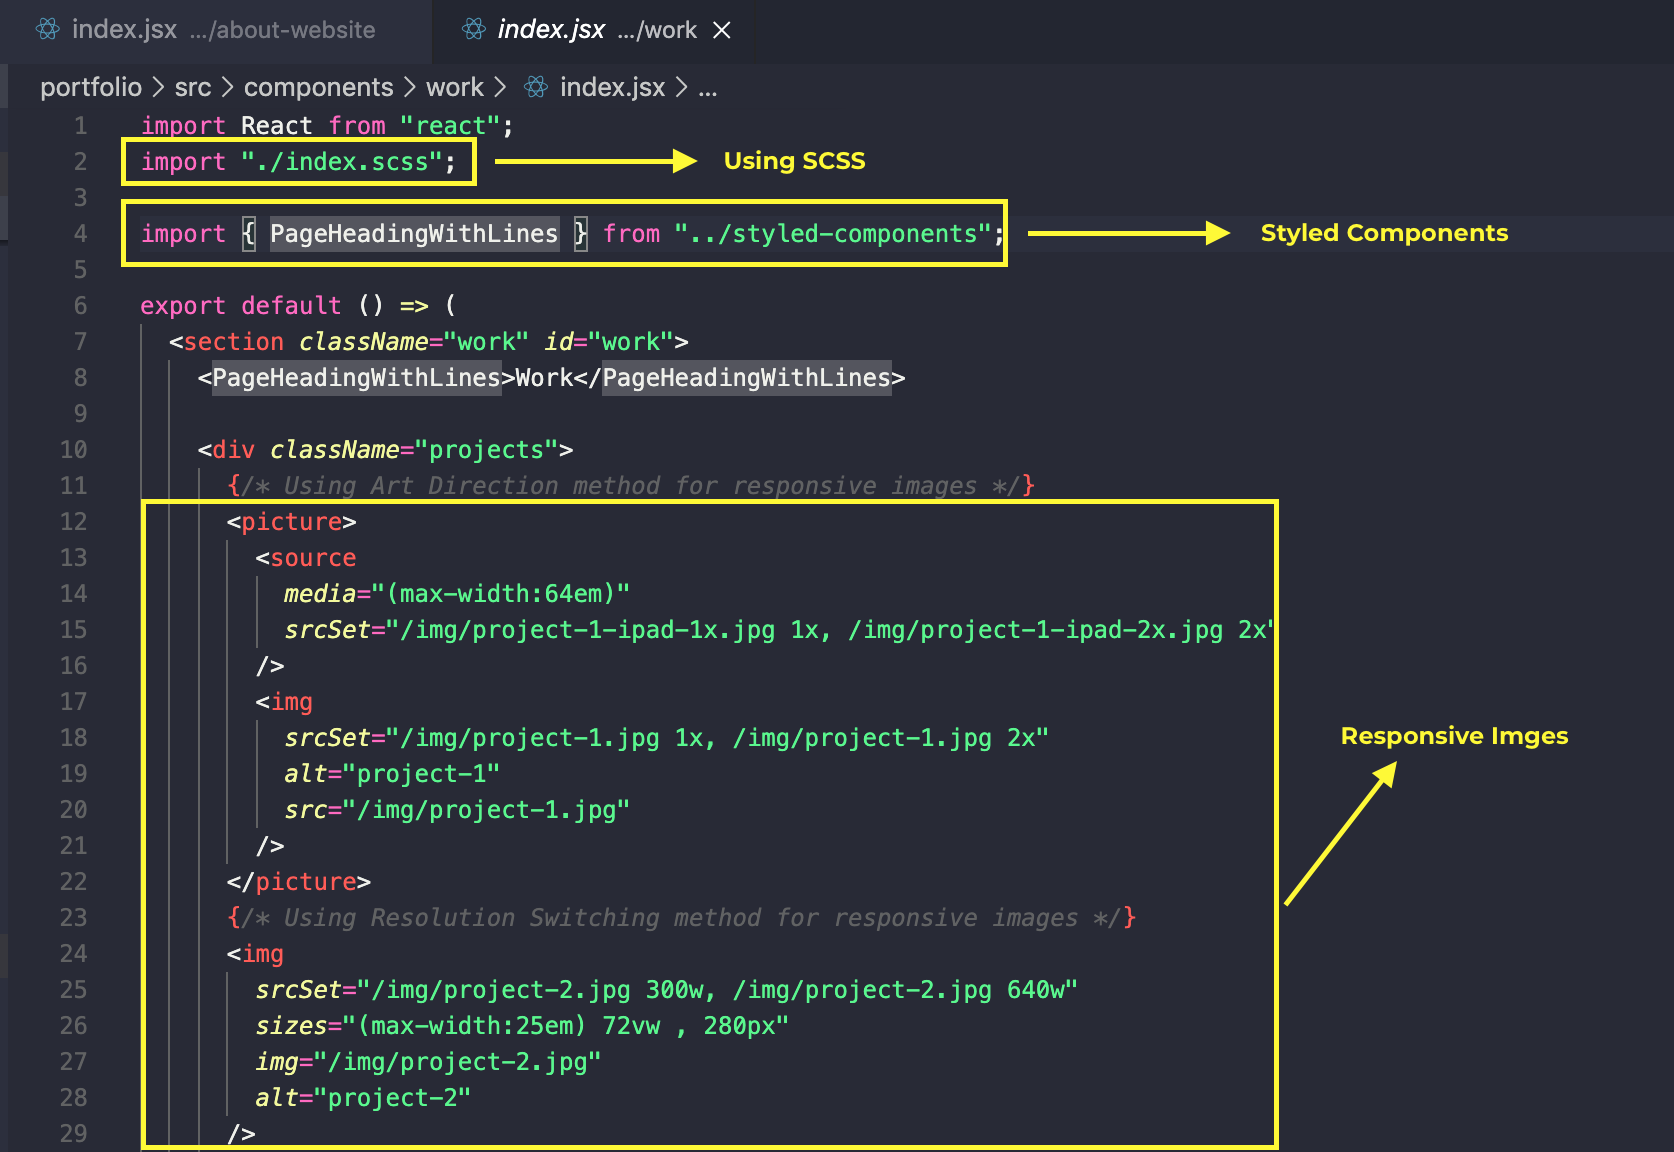 index.jsx .../about-website
index.jsx .../work ×
portfolio > src > components > work > index.jsx > ...
1 import React from "react";
2 import "./index.scss";
Using SCSS
3
4 import { PageHeadingWithLines } from "../styled-components";
Styled Components
5
6 export default () => (
7 <section className="work" id="work">
8 <PageHeadingWithLines>Work</PageHeadingWithLines>
9
10 <div className="projects">
11 {/* Using Art Direction method for responsive images */}
12 <picture>
13 <source
14 media="(max-width:64em)"
15 srcSet="/img/project-1-ipad-1x.jpg 1x, /img/project-1-ipad-2x.jpg 2x"
16 />
17 <img
18 srcSet="/img/project-1.jpg 1x, /img/project-1.jpg 2x"
Responsive Imges
19 alt="project-1"
20 src="/img/project-1.jpg"
21 />
22 </picture>
23 {/* Using Resolution Switching method for responsive images */}
24 <img
25 srcSet="/img/project-2.jpg 300w, /img/project-2.jpg 640w"
26 sizes="(max-width:25em) 72vw , 280px"
27 img="/img/project-2.jpg"
28 alt="project-2"
29 />